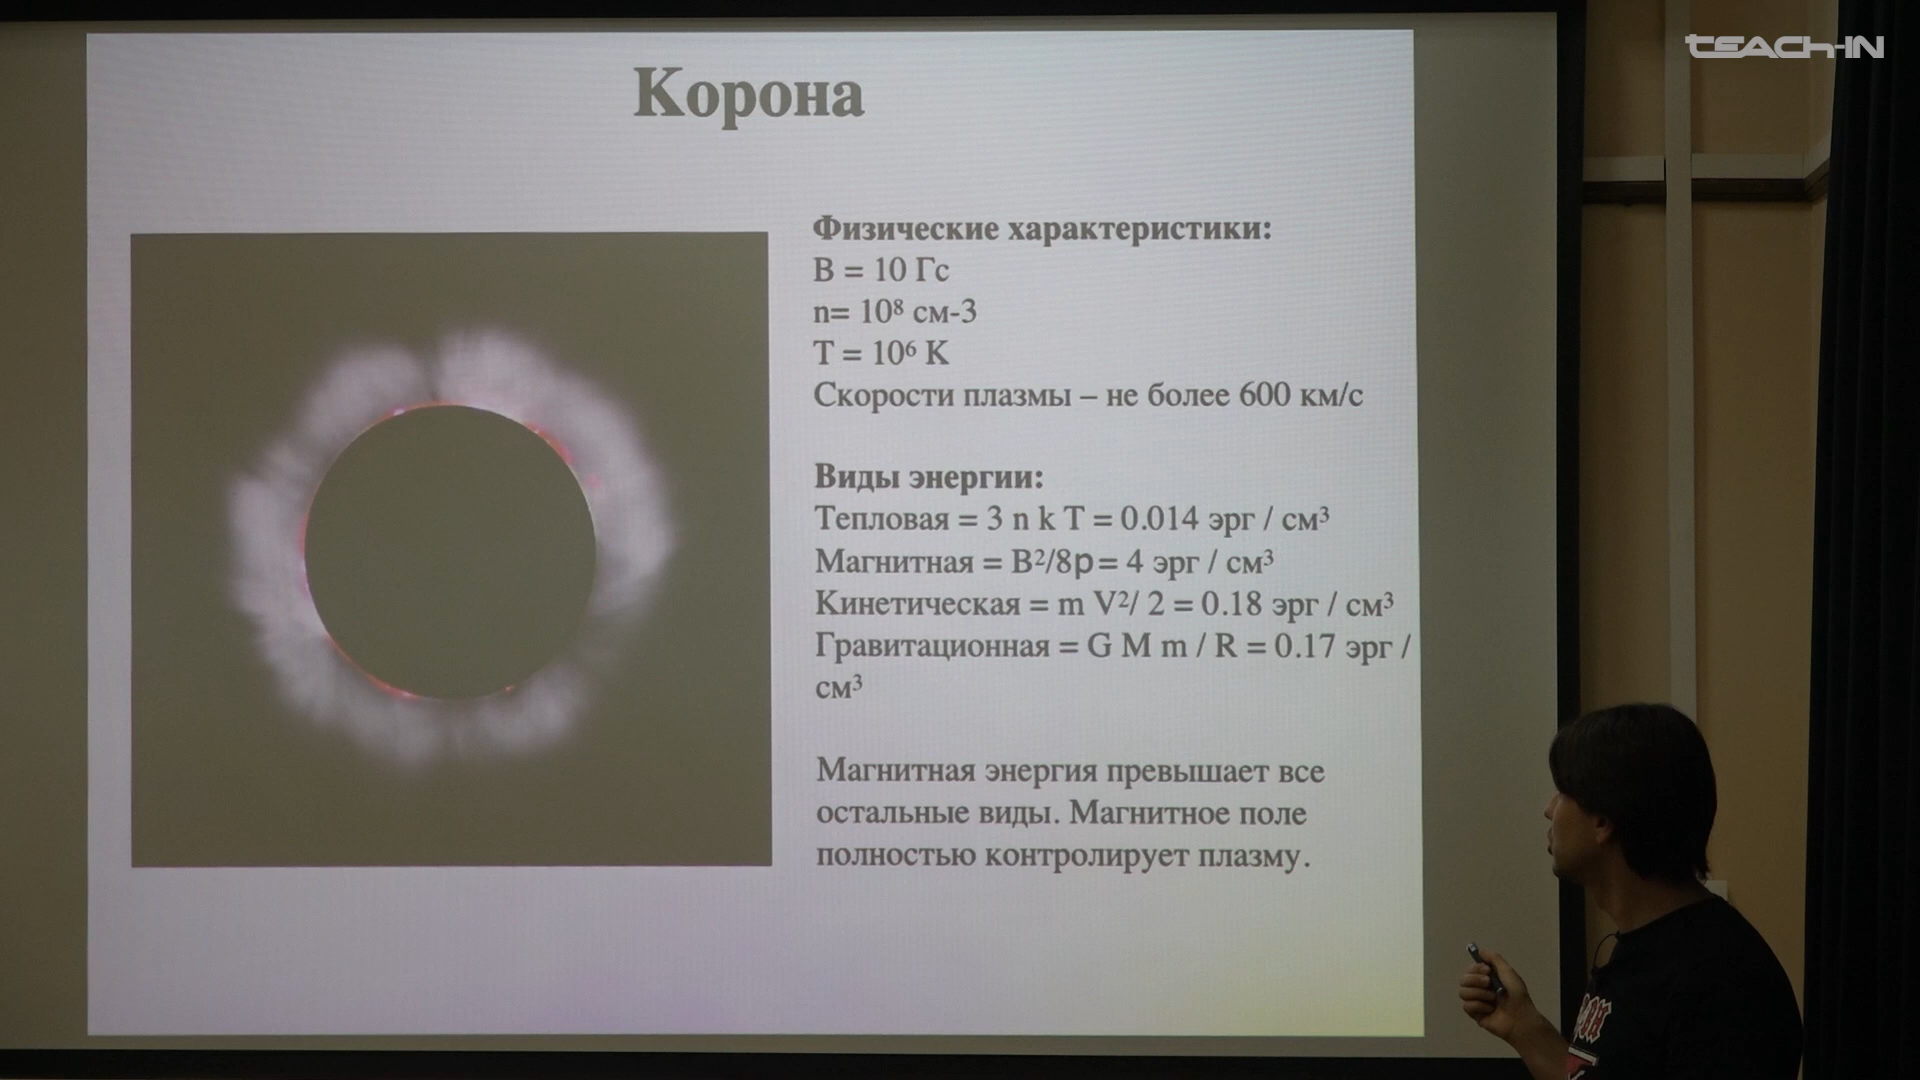 TEACH-IN
Корона
Физические характеристики:
B = 10 Гс
n= 10⁸ см-3
T = 10⁶ K
Скорости плазмы – не более 600 км/с
Виды энергии:
Тепловая = 3 n k T = 0.014 эрг / см³
Магнитная = B²/8p= 4 эрг / см³
Кинетическая = m V²/ 2 = 0.18 эрг / см³
Гравитационная = G M m / R = 0.17 эрг /
см³
Магнитная энергия превышает все
остальные виды. Магнитное поле
полностью контролирует плазму.